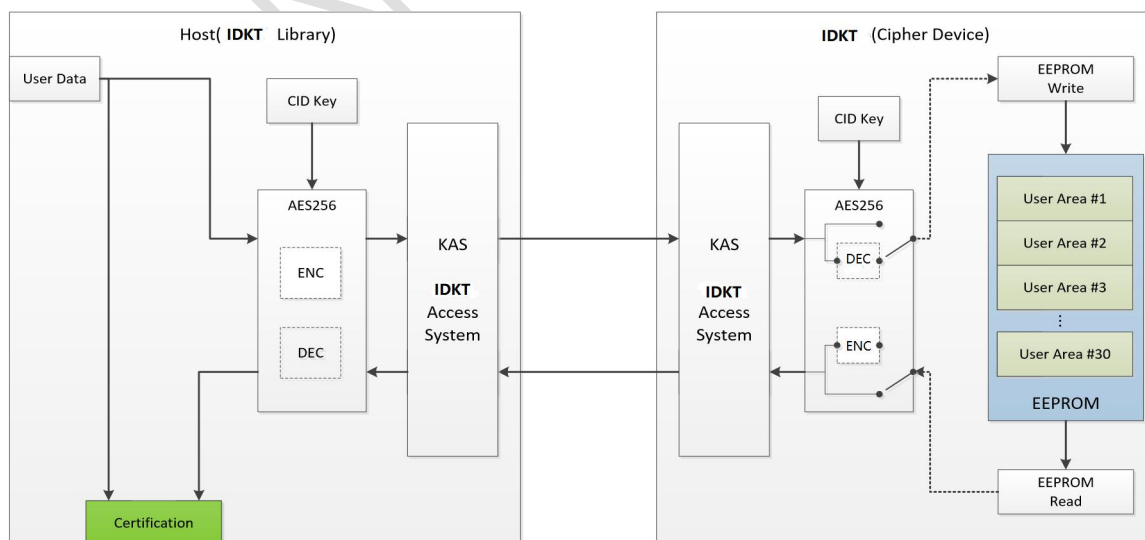 Host( IDKT Library)
User Data
CID Key
AES256
ENC
DEC
KAS
IDKT
Access
System
Certification
IDKT (Cipher Device)
KAS
IDKT
Access
System
CID Key
AES256
DEC
ENC
EEPROM
Write
User Area #1
User Area #2
User Area #3
⋮
User Area #30
EEPROM
EEPROM
Read